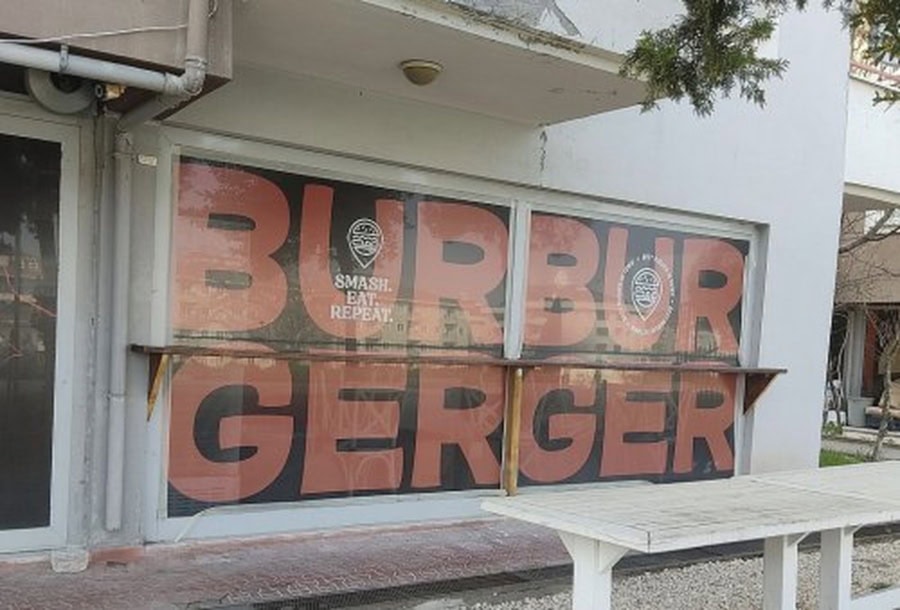 BURBUR
GERGER
SMASH.
EAT.
REPEAT.